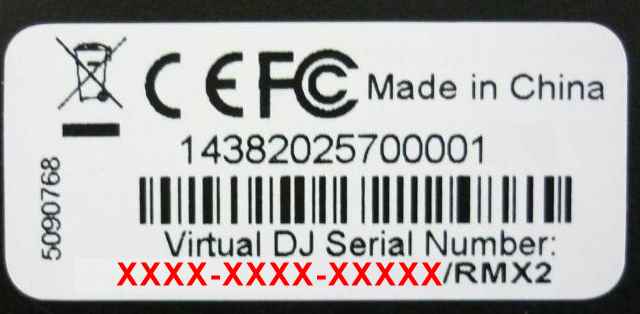 CE FC Made in China
14382025700001
5090768
Virtual DJ Serial Number:
XXXX-XXXX-XXXXX/RMX2